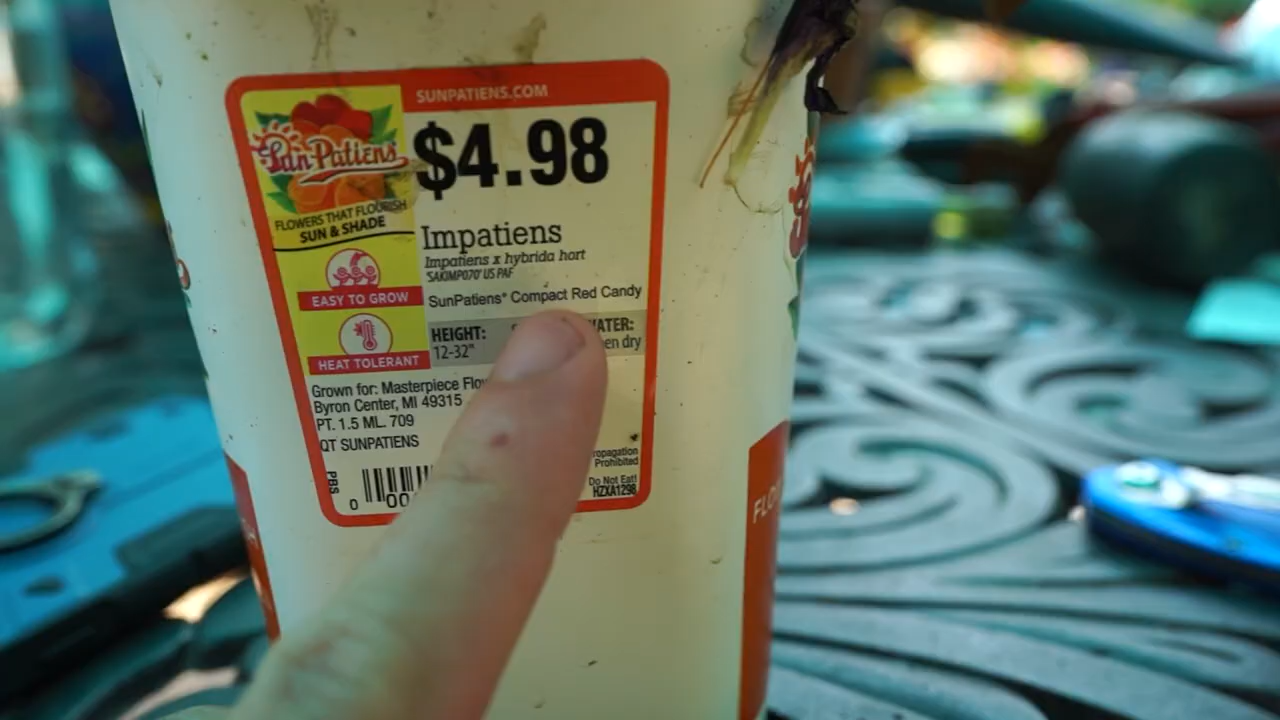 SUNPATIENS.COM
SunPatiens
$4.98
FLOWERS THAT FLOURISH
SUN & SHADE
Impatiens
Impatiens x hybrida hort
'SAKIMP070' US PAF
EASY TO GROW
SunPatiens® Compact Red Candy
HEAT TOLERANT
HEIGHT:
12-32"
WATER:
dry
Grown for: Masterpiece
Byron Center, MI 49315
PT. 1.5 ML. 709
QT SUNPATIENS
PBS
0
Prohibited
Do Not Eat!
HZXA1298